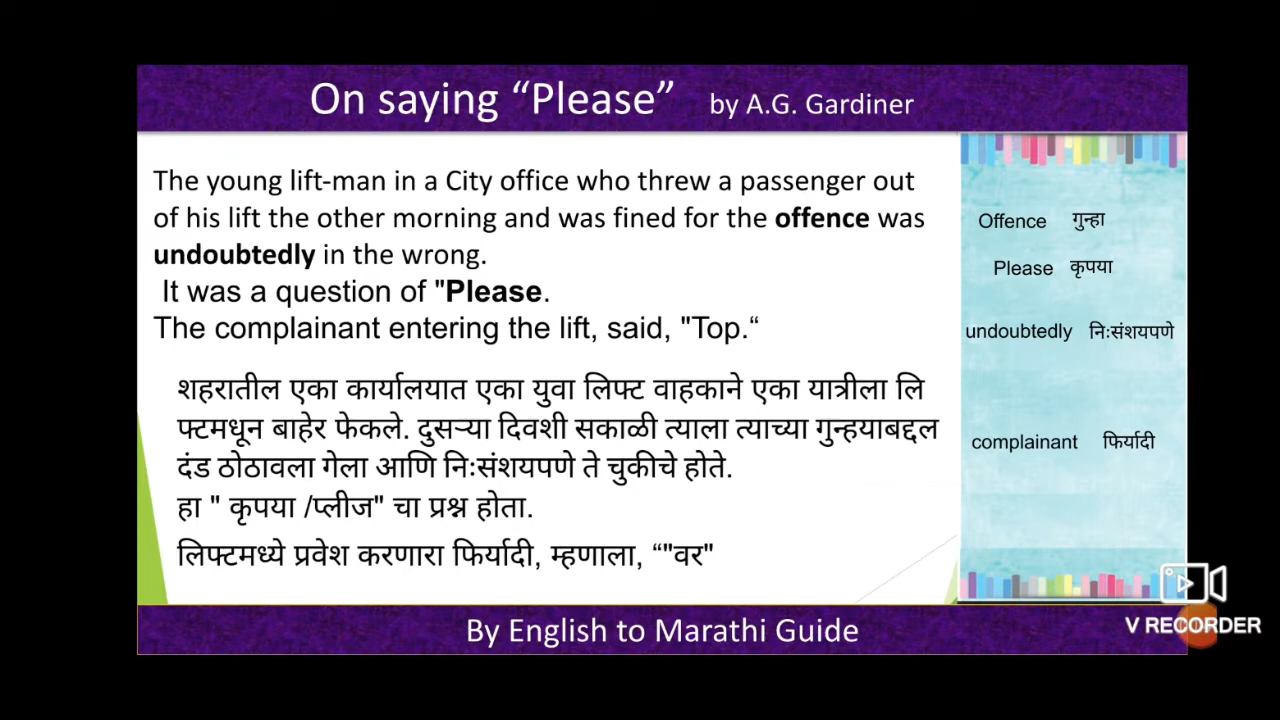 On saying “Please” by A.G. Gardiner
The young lift-man in a City office who threw a passenger out
of his lift the other morning and was fined for the offence was
undoubtedly in the wrong.
It was a question of "Please.
The complainant entering the lift, said, "Top.“
शहरातील एका कार्यालयात एका युवा लिफ्ट वाहकाने एका यात्रीला लि
फ्टमधून बाहेर फेकले. दुसऱ्या दिवशी सकाळी त्याला त्याच्या गुन्हयाबद्दल
दंड ठोठावला गेला आणि निःसंशयपणे ते चुकीचे होते.
हा " कृपया /प्लीज" चा प्रश्न होता.
लिफ्टमध्ये प्रवेश करणारा फिर्यादी, म्हणाला, “"वर"
Offence गुन्हा
Please कृपया
undoubtedly निःसंशयपणे
complainant फिर्यादी
By English to Marathi Guide
V RECORDER